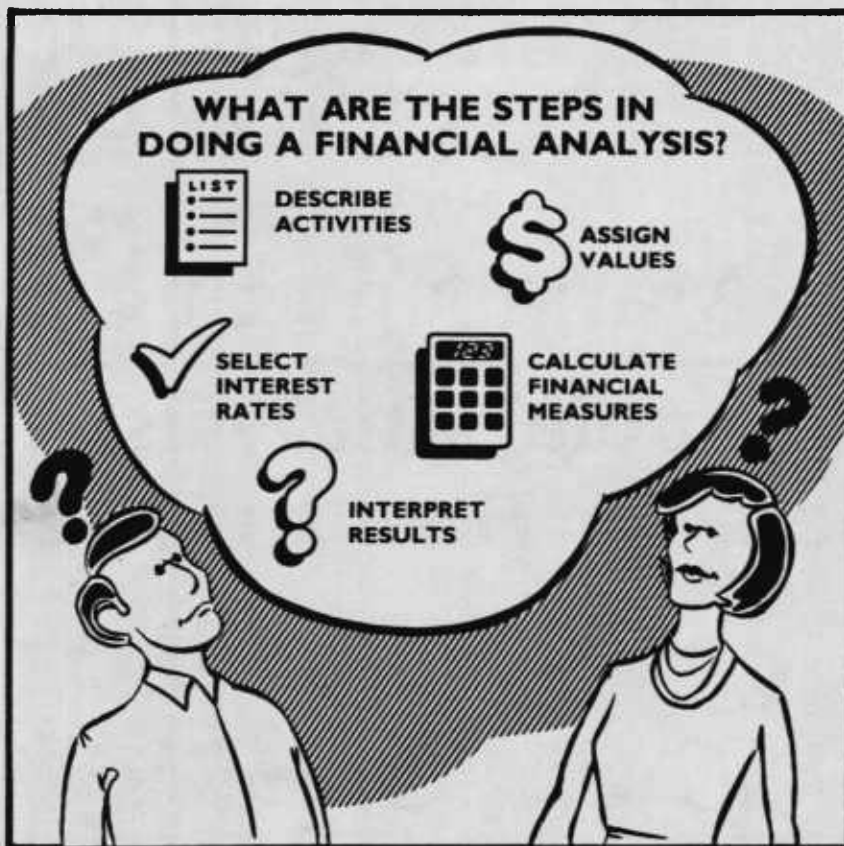 WHAT ARE THE STEPS IN
DOING A FINANCIAL ANALYSIS?
LIST
DESCRIBE
ACTIVITIES
$
ASSIGN
VALUES
SELECT
INTEREST
RATES
123
CALCULATE
FINANCIAL
MEASURES
?
INTERPRET
RESULTS
?
?